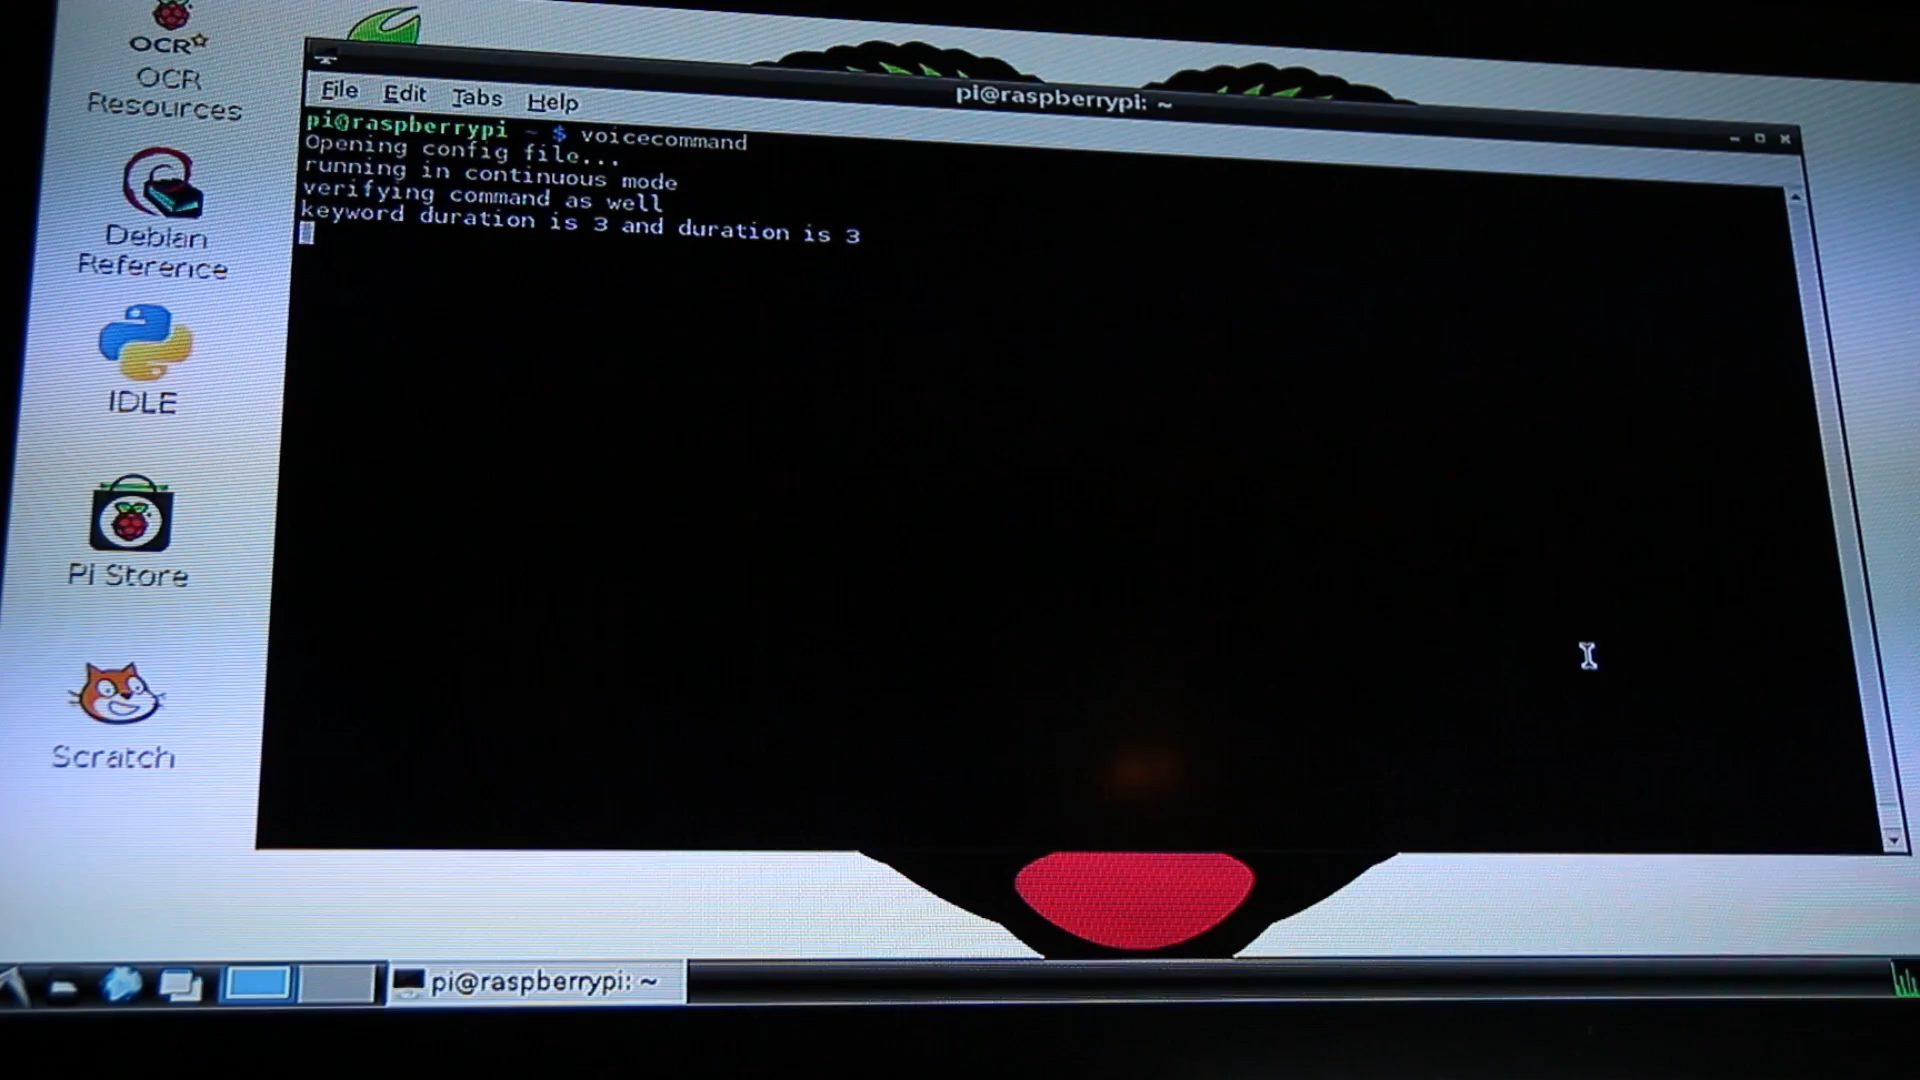 OCR
OCR
Resources
Debian
Reference
IDLE
Pi Store
Scratch
pi@raspberrypi: ~
File Edit Tabs Help
pi@raspberrypi ~ $ voicecommand
Opening config file...
running in continuous mode
verifying command as well
keyword duration is 3 and duration is 3
pi@raspberrypi: ~